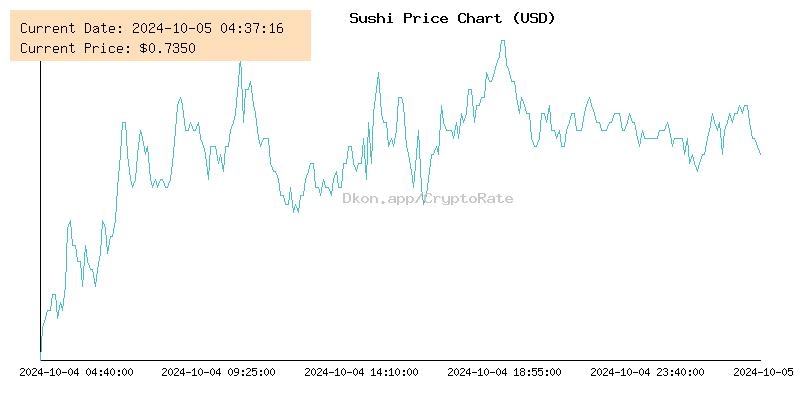 Sushi Price Chart (USD)
Current Date: 2024-10-05 04:37:16
Current Price: $0.7350
Dkon.app/CryptoRate
2024-10-04 04:40:00
2024-10-04 09:25:00
2024-10-04 14:10:00
2024-10-04 18:55:00
2024-10-04 23:40:00
2024-10-05